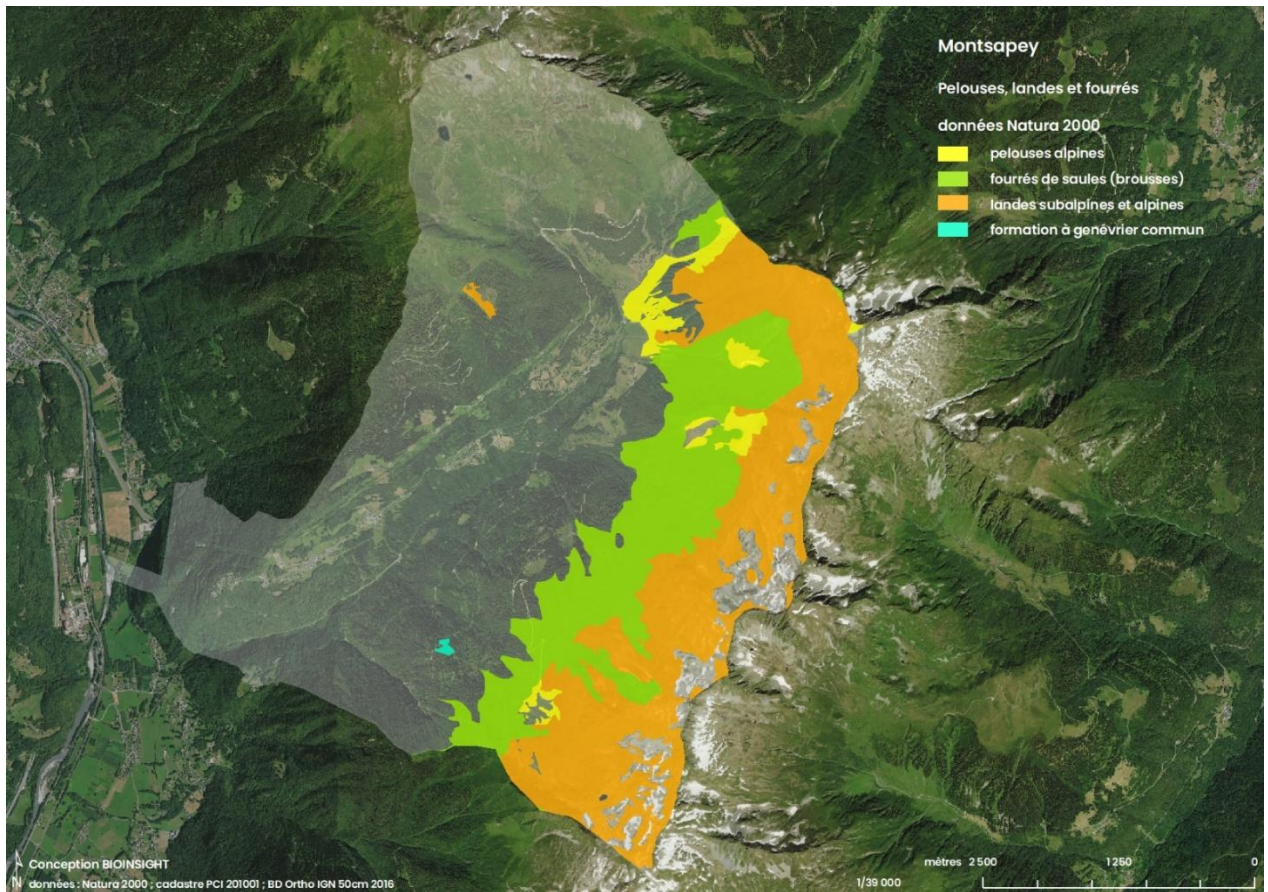 Montsapey
Pelouses, landes et fourrés
données Natura 2000
pelouses alpines
fourrés de saules (brousses)
landes subalpines et alpines
formation à genévrier commun
Conception BIOINSIGHT
N données : Natura 2000 ; cadastre PCI 201001 ; BD Ortho IGN 50cm 2016
mètres 2 500 1 250 0
1/39 000